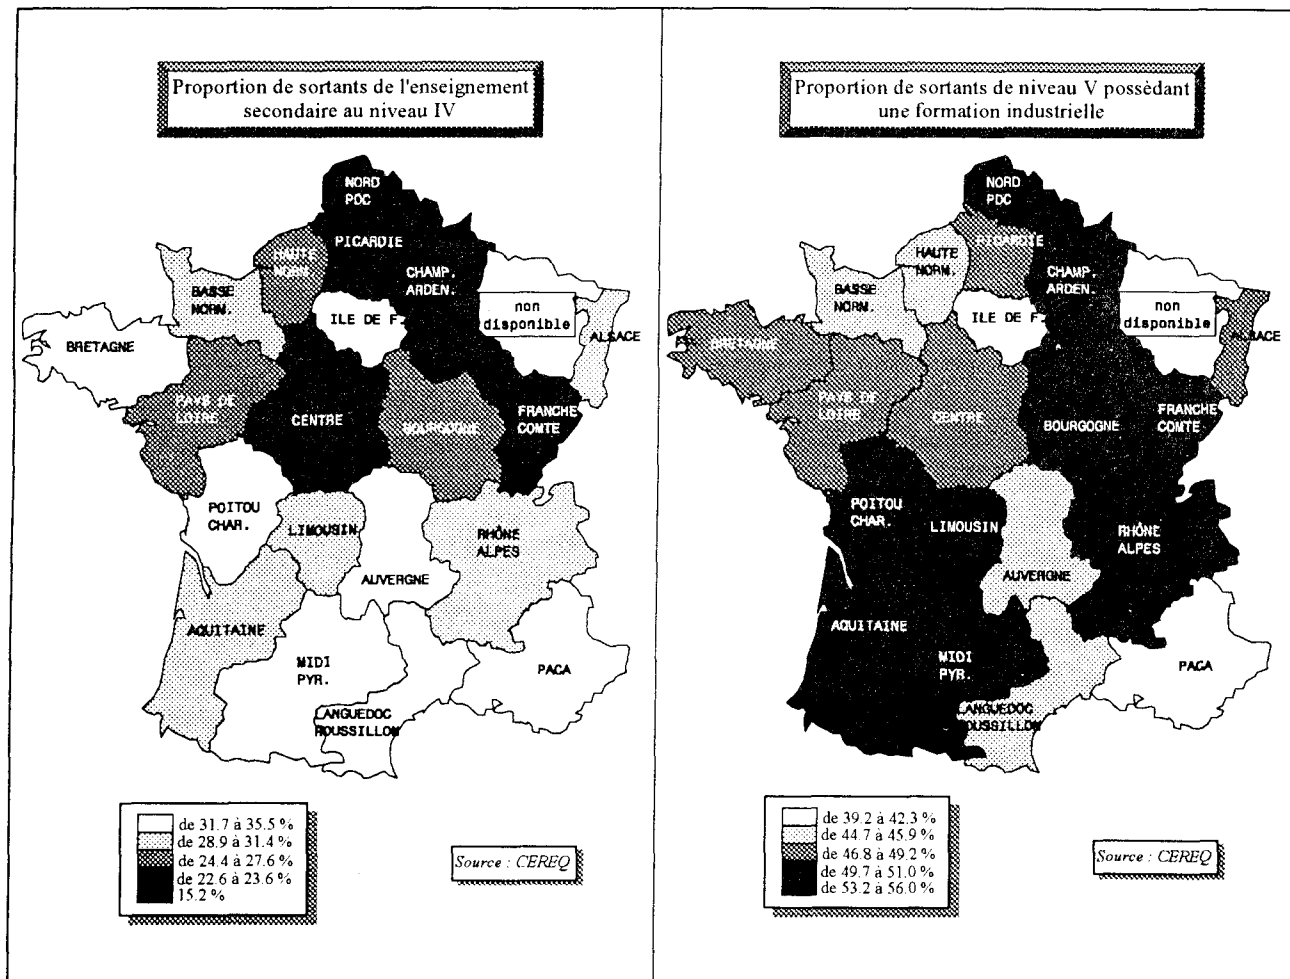 Proportion de sortants de l'enseignement
secondaire au niveau IV
NORD
PDC
PICARDIE
HAUTE
NORM.
CHAMP.
ARDEN.
BASSE
NORM.
ILE DE F.
non
disponible
ALSACE
BRETAGNE
PAYS DE
LOIRE
CENTRE
BOURGOGNE
FRANCHE
COMTE
POITOU
CHAR.
LIMOUSIN
RHÔNE
ALPES
AUVERGNE
AQUITAINE
MIDI
PYR.
PACA
LANGUEDOC
ROUSSILLON
de 31.7 à 35.5 %
de 28.9 à 31.4 %
de 24.4 à 27.6 %
de 22.6 à 23.6 %
15.2 %
Source : CEREQ
Proportion de sortants de niveau V possèdant
une formation industrielle
NORD
PDC
PICARDIE
HAUTE
NORM.
CHAMP.
ARDEN.
BASSE
NORM.
ILE DE F.
non
disponible
ALSACE
BRETAGNE
PAYS DE
LOIRE
CENTRE
BOURGOGNE
FRANCHE
COMTE
POITOU
CHAR.
LIMOUSIN
RHÔNE
ALPES
AUVERGNE
AQUITAINE
MIDI
PYR.
PACA
LANGUEDOC
ROUSSILLON
de 39.2 à 42.3 %
de 44.7 à 45.9 %
de 46.8 à 49.2 %
de 49.7 à 51.0 %
de 53.2 à 56.0 %
Source : CEREQ